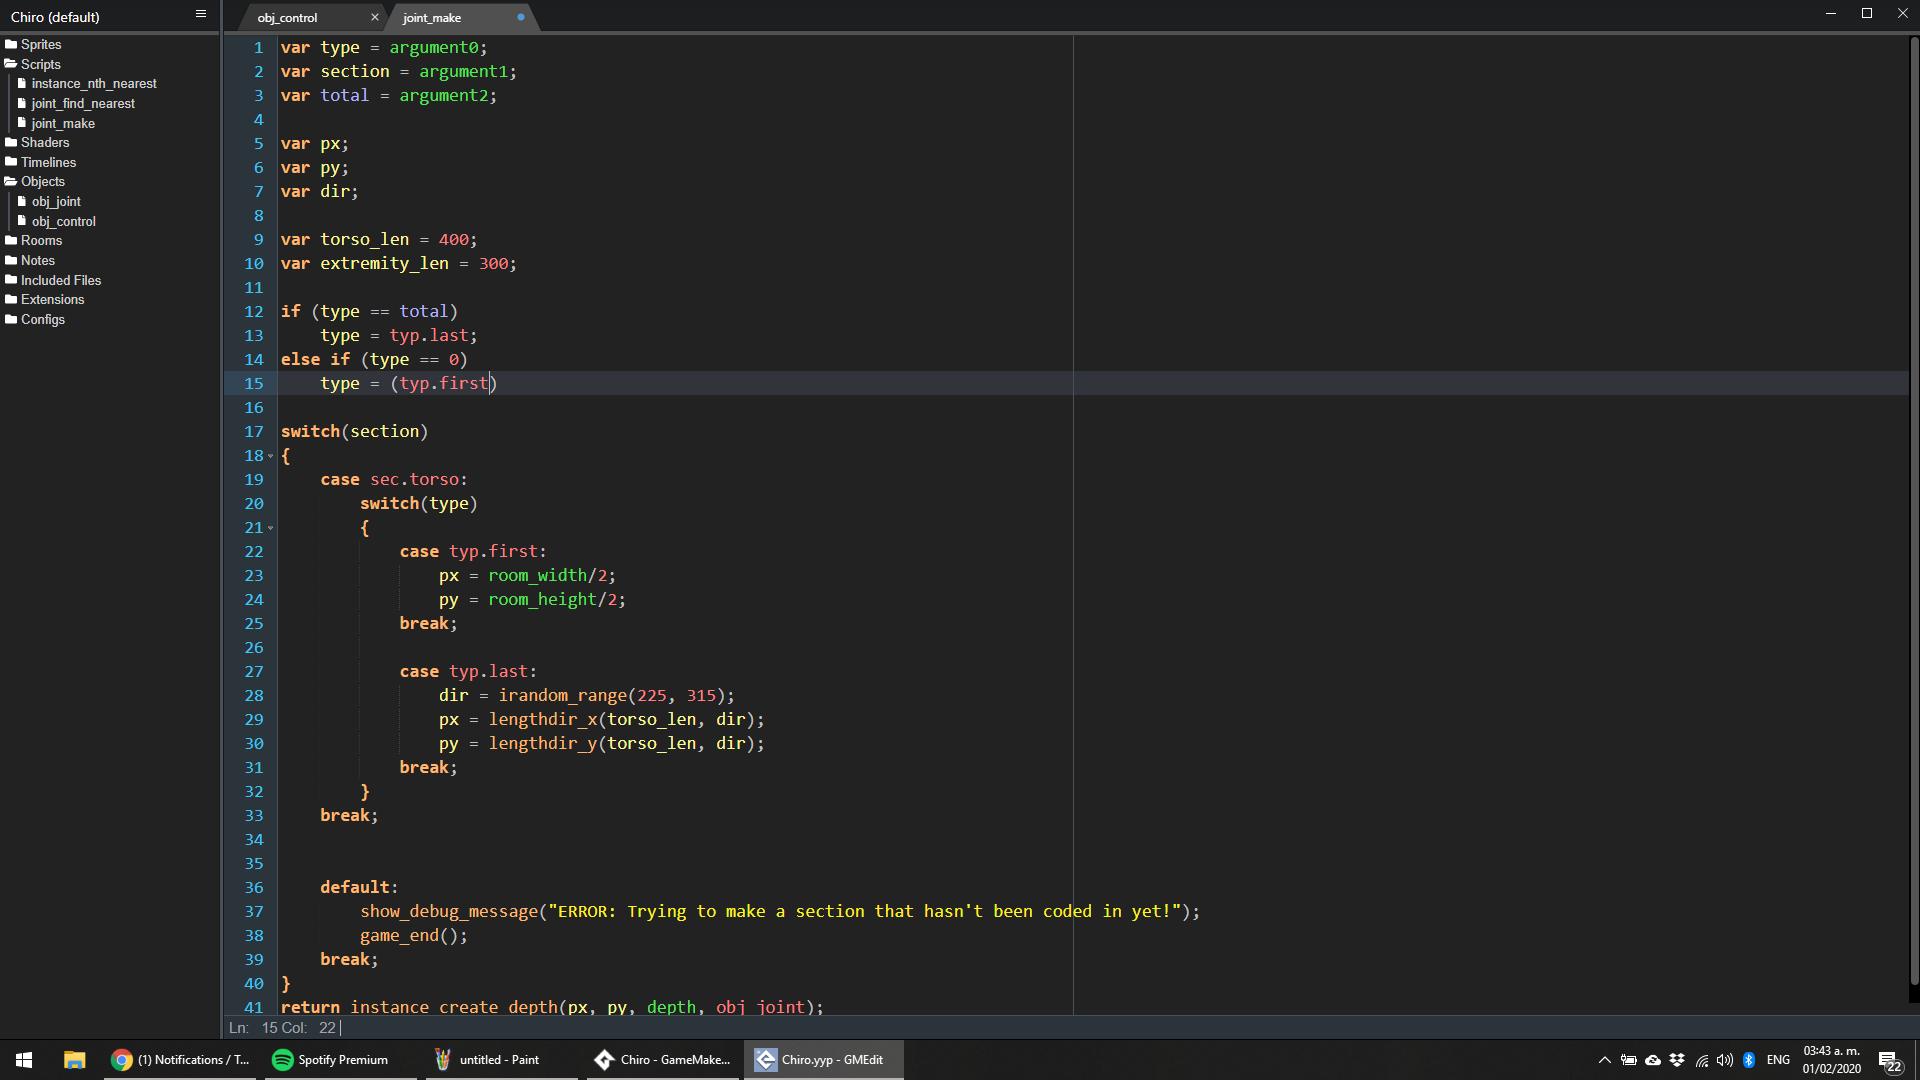 Chiro (default)
obj_control
joint_make
Sprites
Scripts
instance_nth_nearest
joint_find_nearest
joint_make
Shaders
Timelines
Objects
obj_joint
obj_control
Rooms
Notes
Included Files
Extensions
Configs
1 var type = argument0;
2 var section = argument1;
3 var total = argument2;
4
5 var px;
6 var py;
7 var dir;
8
9 var torso_len = 400;
10 var extremity_len = 300;
11
12 if (type == total)
13 type = typ.last;
14 else if (type == 0)
15 type = (typ.first)
16
17 switch(section)
18 {
19 case sec.torso:
20 switch(type)
21 {
22 case typ.first:
23 px = room_width/2;
24 py = room_height/2;
25 break;
26
27 case typ.last:
28 dir = irandom_range(225, 315);
29 px = lengthdir_x(torso_len, dir);
30 py = lengthdir_y(torso_len, dir);
31 break;
32 }
33 break;
34
35
36 default:
37 show_debug_message("ERROR: Trying to make a section that hasn't been coded in yet!");
38 game_end();
39 break;
40 }
41 return instance_create_depth(px, py, depth, obj_joint);
Ln: 15 Col: 22
(1) Notifications / T...
Spotify Premium
untitled - Paint
Chiro - GameMake...
Chiro.yyp - GMEdit
ENG
03:43 a. m.
01/02/2020
22